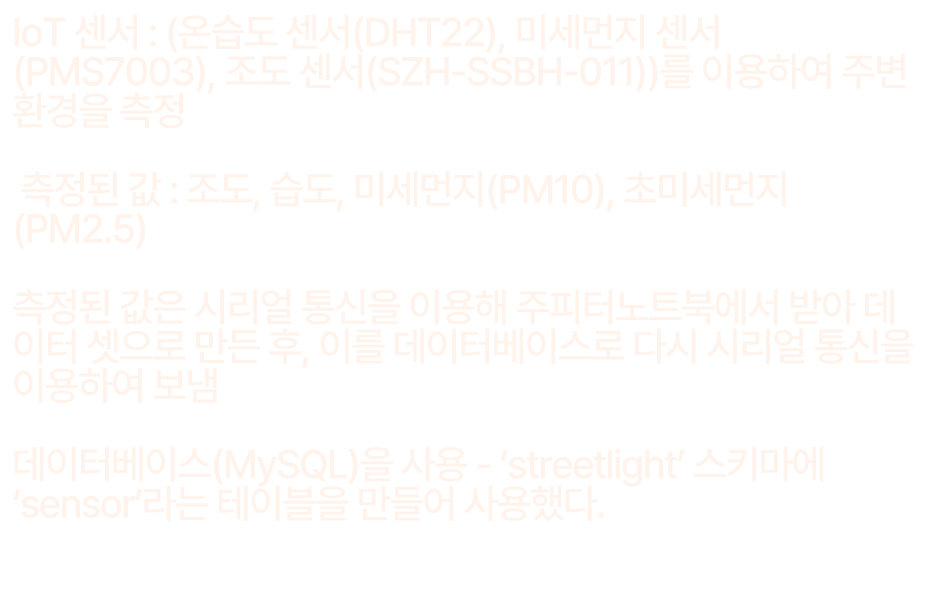 IoT 센서 : (온습도 센서(DHT22), 미세먼지 센서
(PMS7003), 조도 센서(SZH-SSBH-011))를 이용하여 주변
환경을 측정
측정된 값 : 조도, 습도, 미세먼지(PM10), 초미세먼지
(PM2.5)
측정된 값은 시리얼 통신을 이용해 주피터노트북에서 받아 데
이터 셋으로 만든 후, 이를 데이터베이스로 다시 시리얼 통신을
이용하여 보냄
데이터베이스(MySQL)을 사용 - ‘streetlight’ 스키마에
‘sensor’라는 테이블을 만들어 사용했다.